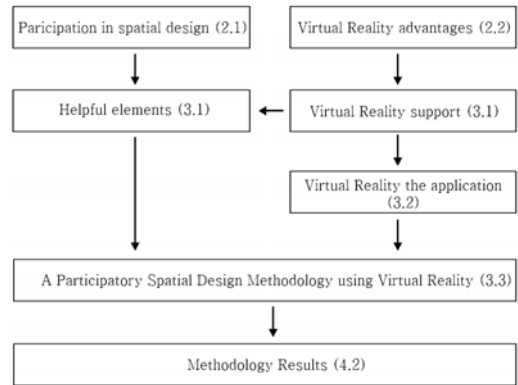 Paricipation in spatial design (2.1)
Virtual Reality advantages (2.2)
Helpful elements (3.1)
Virtual Reality support (3.1)
Virtual Reality the application
(3.2)
A Participatory Spatial Design Methodology using Virtual Reality (3.3)
Methodology Results (4.2)